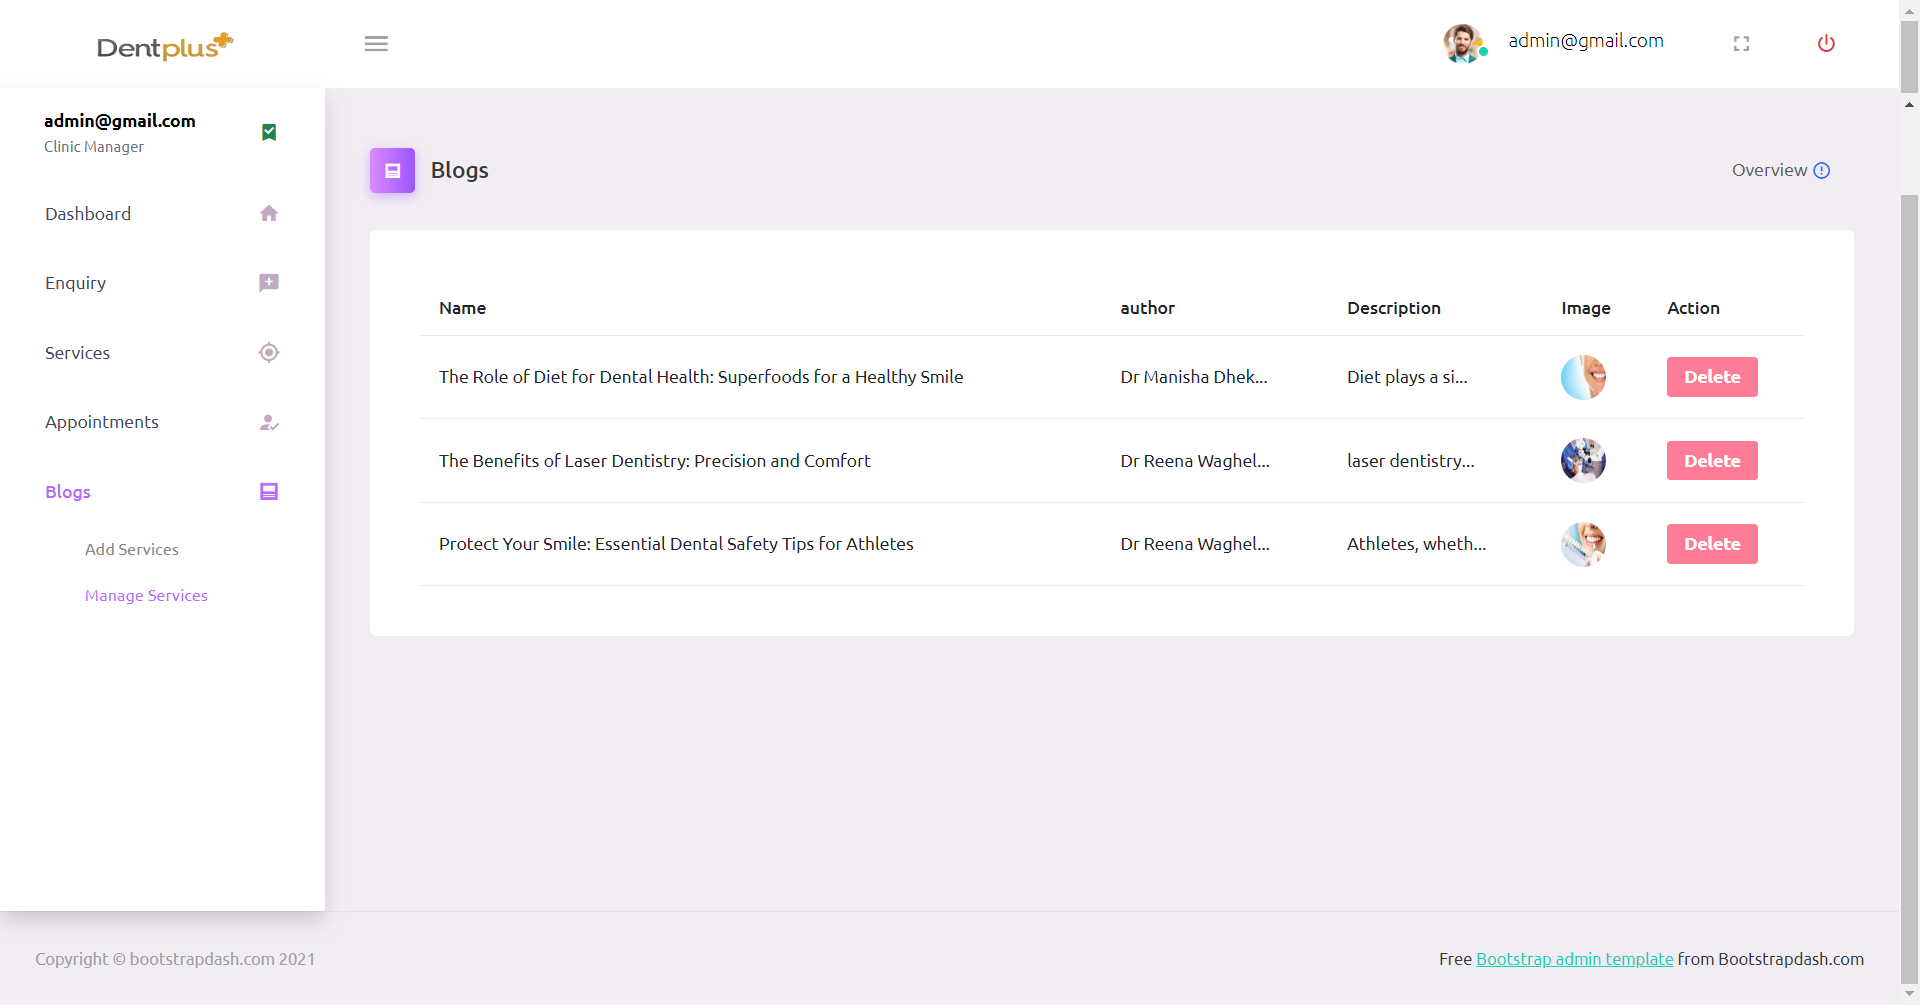 Dentplus
admin@gmail.com
admin@gmail.com
Clinic Manager
Dashboard
Enquiry
Services
Appointments
Blogs
Add Services
Manage Services
Blogs
Overview
Name author Description Image Action
The Role of Diet for Dental Health: Superfoods for a Healthy Smile Dr Manisha Dhek... Diet plays a si... Delete
The Benefits of Laser Dentistry: Precision and Comfort Dr Reena Waghel... laser dentistry... Delete
Protect Your Smile: Essential Dental Safety Tips for Athletes Dr Reena Waghel... Athletes, wheth... Delete
Copyright © bootstrapdash.com 2021
Free Bootstrap admin template from Bootstrapdash.com